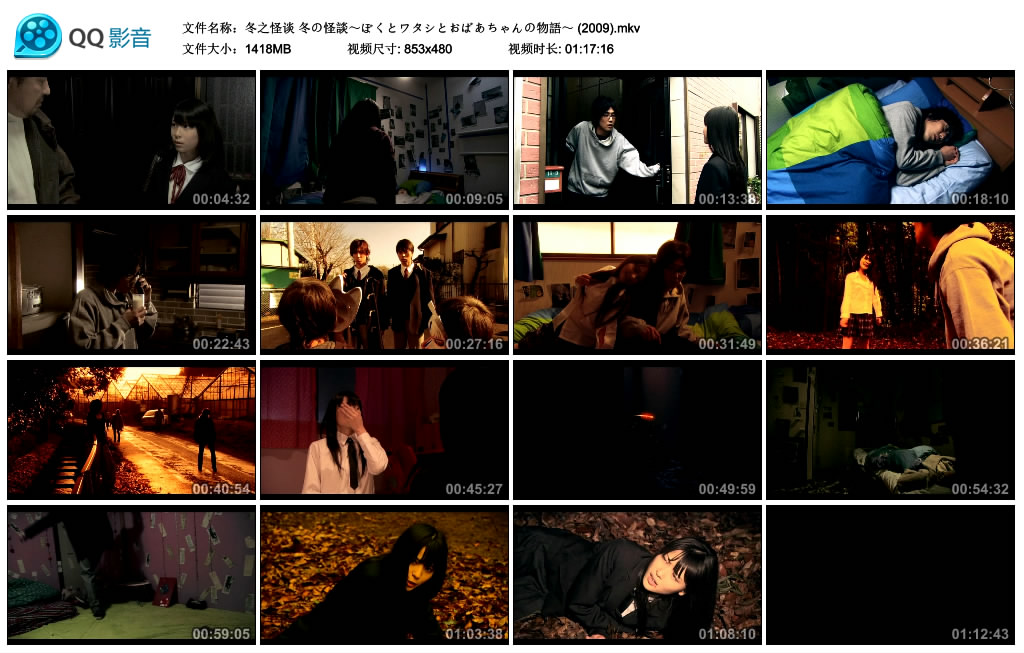 QQ 影音
文件名称: 冬之怪谈 冬の怪談～ぼくとワタシとおばあちゃんの物語～ (2009).mkv
文件大小: 1418MB 视频尺寸: 853x480 视频时长: 01:17:16
00:04:32 00:09:05 00:13:38 00:18:10
00:22:43 00:27:16 00:31:49 00:36:21
00:40:54 00:45:27 00:49:59 00:54:32
00:59:05 01:03:38 01:08:10 01:12:43